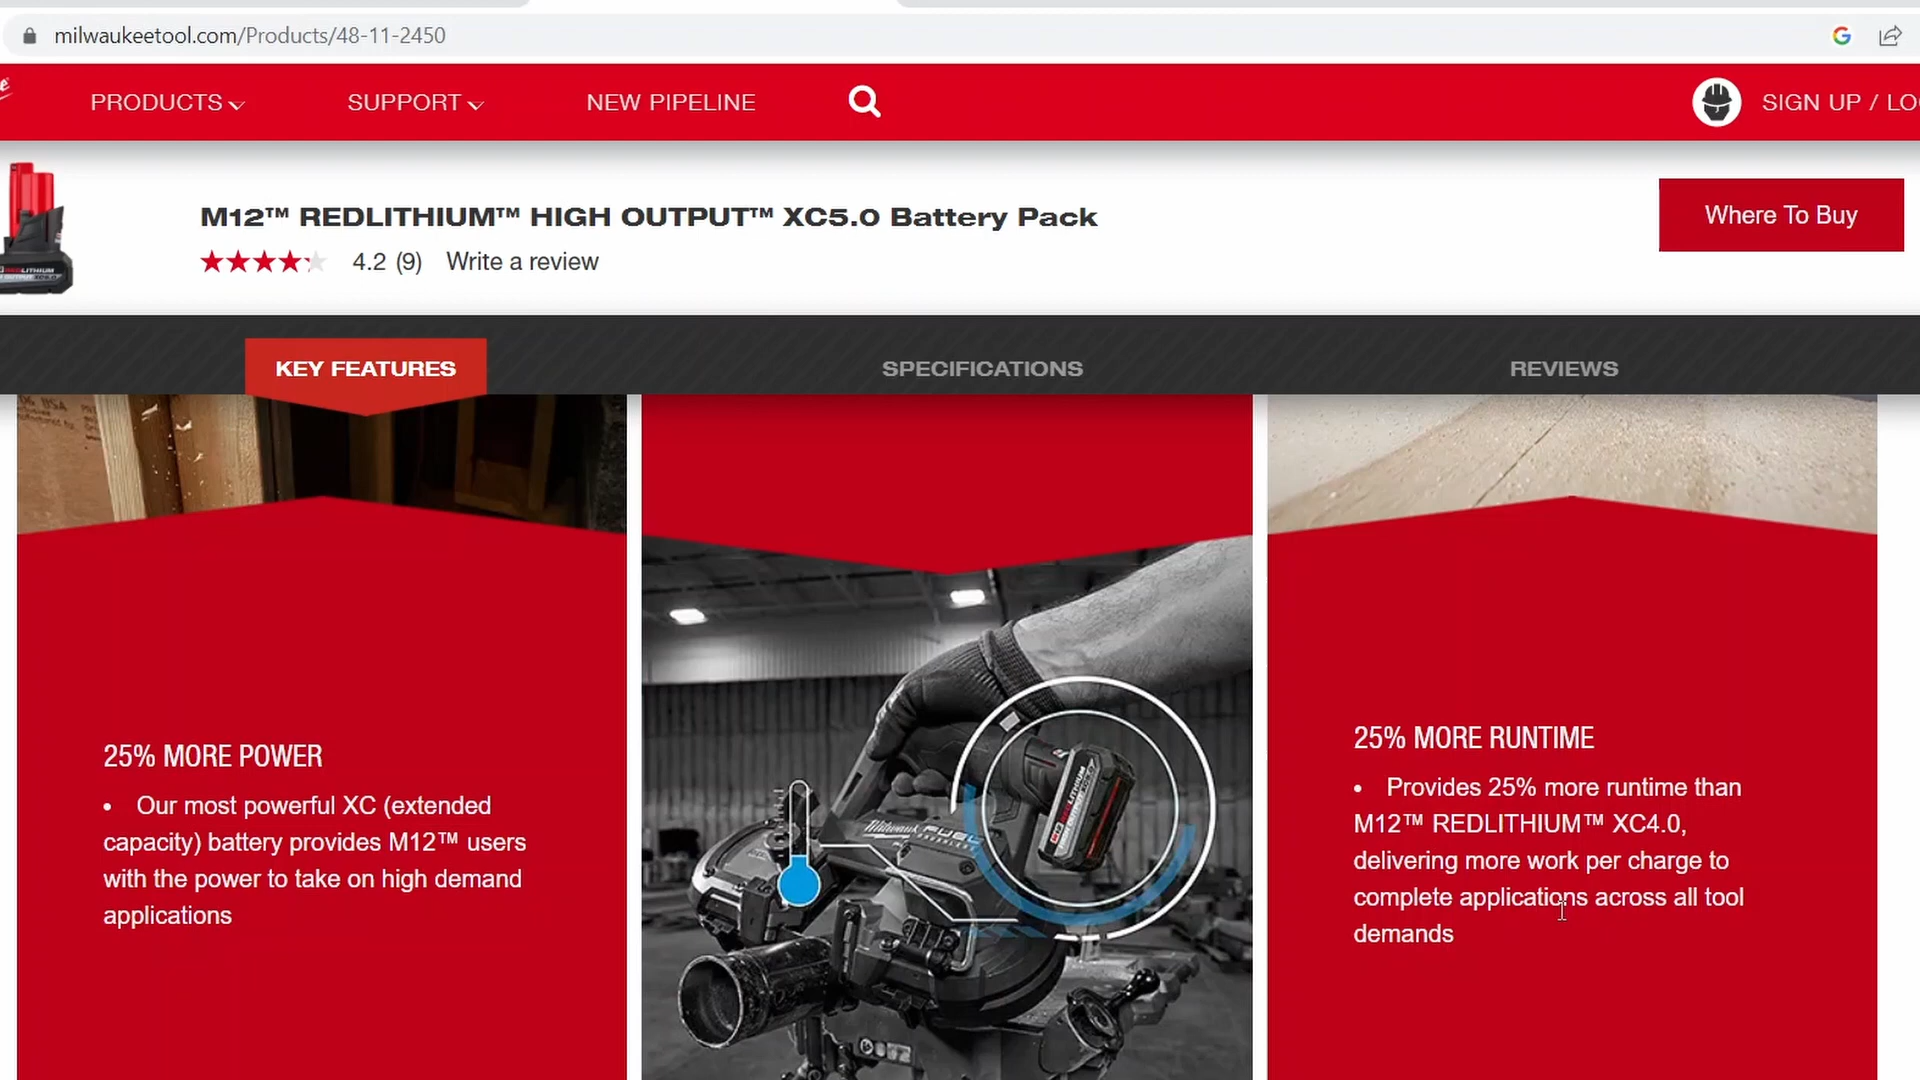 milwaukeetool.com/Products/48-11-2450
PRODUCTS
SUPPORT
NEW PIPELINE
SIGN UP / LO
M12™ REDLITHIUM™ HIGH OUTPUT™ XC5.0 Battery Pack
4.2 (9) Write a review
Where To Buy
KEY FEATURES
SPECIFICATIONS
REVIEWS
25% MORE POWER
• Our most powerful XC (extended
capacity) battery provides M12™ users
with the power to take on high demand
applications
Milwaukee FUEL
25% MORE RUNTIME
• Provides 25% more runtime than
M12™ REDLITHIUM™ XC4.0,
delivering more work per charge to
complete applications across all tool
demands